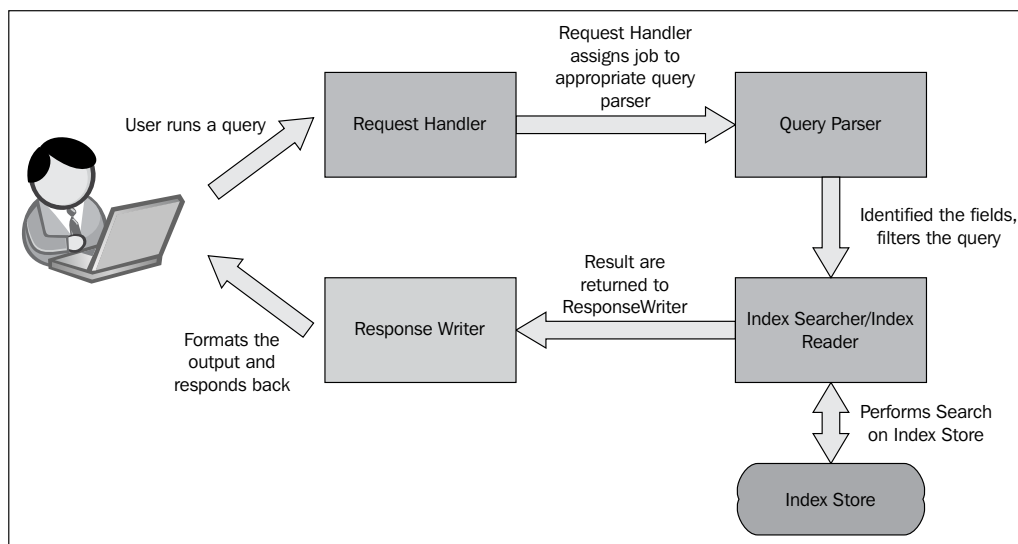 User runs a query
Request Handler
Request Handler
assigns job to
appropriate query
parser
Query Parser
Identified the fields,
filters the query
Index Searcher/Index
Reader
Performs Search
on Index Store
Index Store
Result are
returned to
ResponseWriter
Response Writer
Formats the
output and
responds back